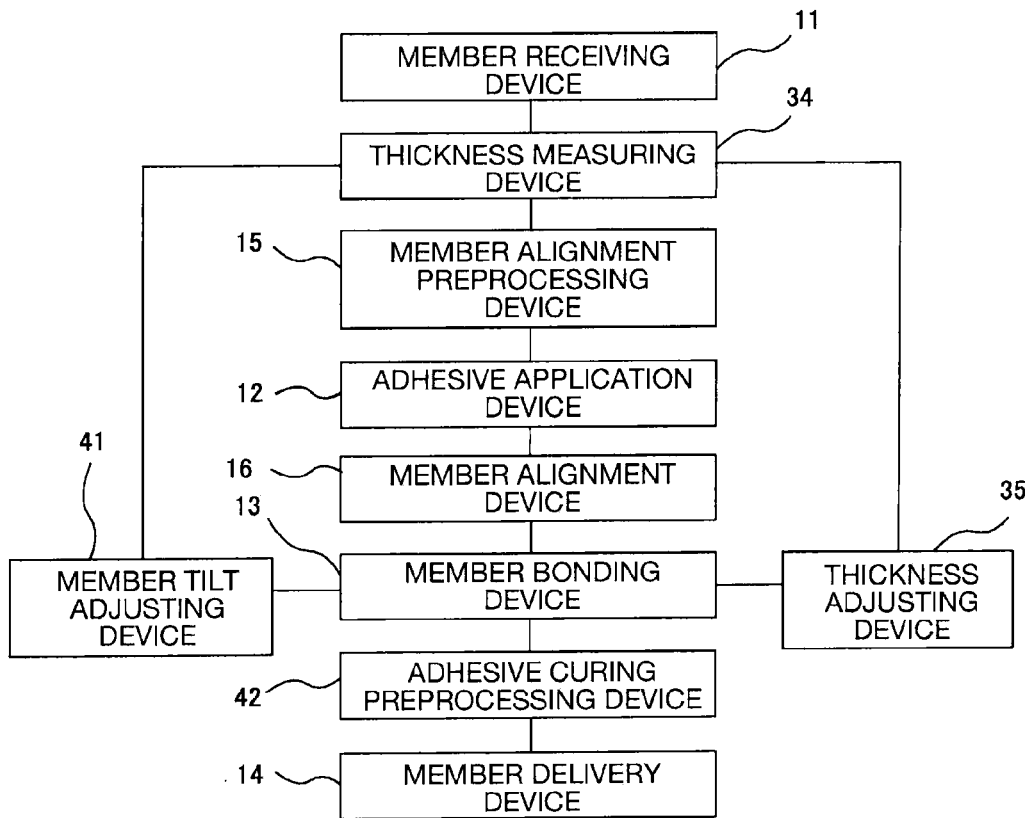 11
MEMBER RECEIVING
DEVICE
34
THICKNESS MEASURING
DEVICE
15
MEMBER ALIGNMENT
PREPROCESSING
DEVICE
12
ADHESIVE APPLICATION
DEVICE
41
16
MEMBER ALIGNMENT
DEVICE
35
13
MEMBER TILT
ADJUSTING
DEVICE
MEMBER BONDING
DEVICE
THICKNESS
ADJUSTING
DEVICE
42
ADHESIVE CURING
PREPROCESSING DEVICE
14
MEMBER DELIVERY
DEVICE